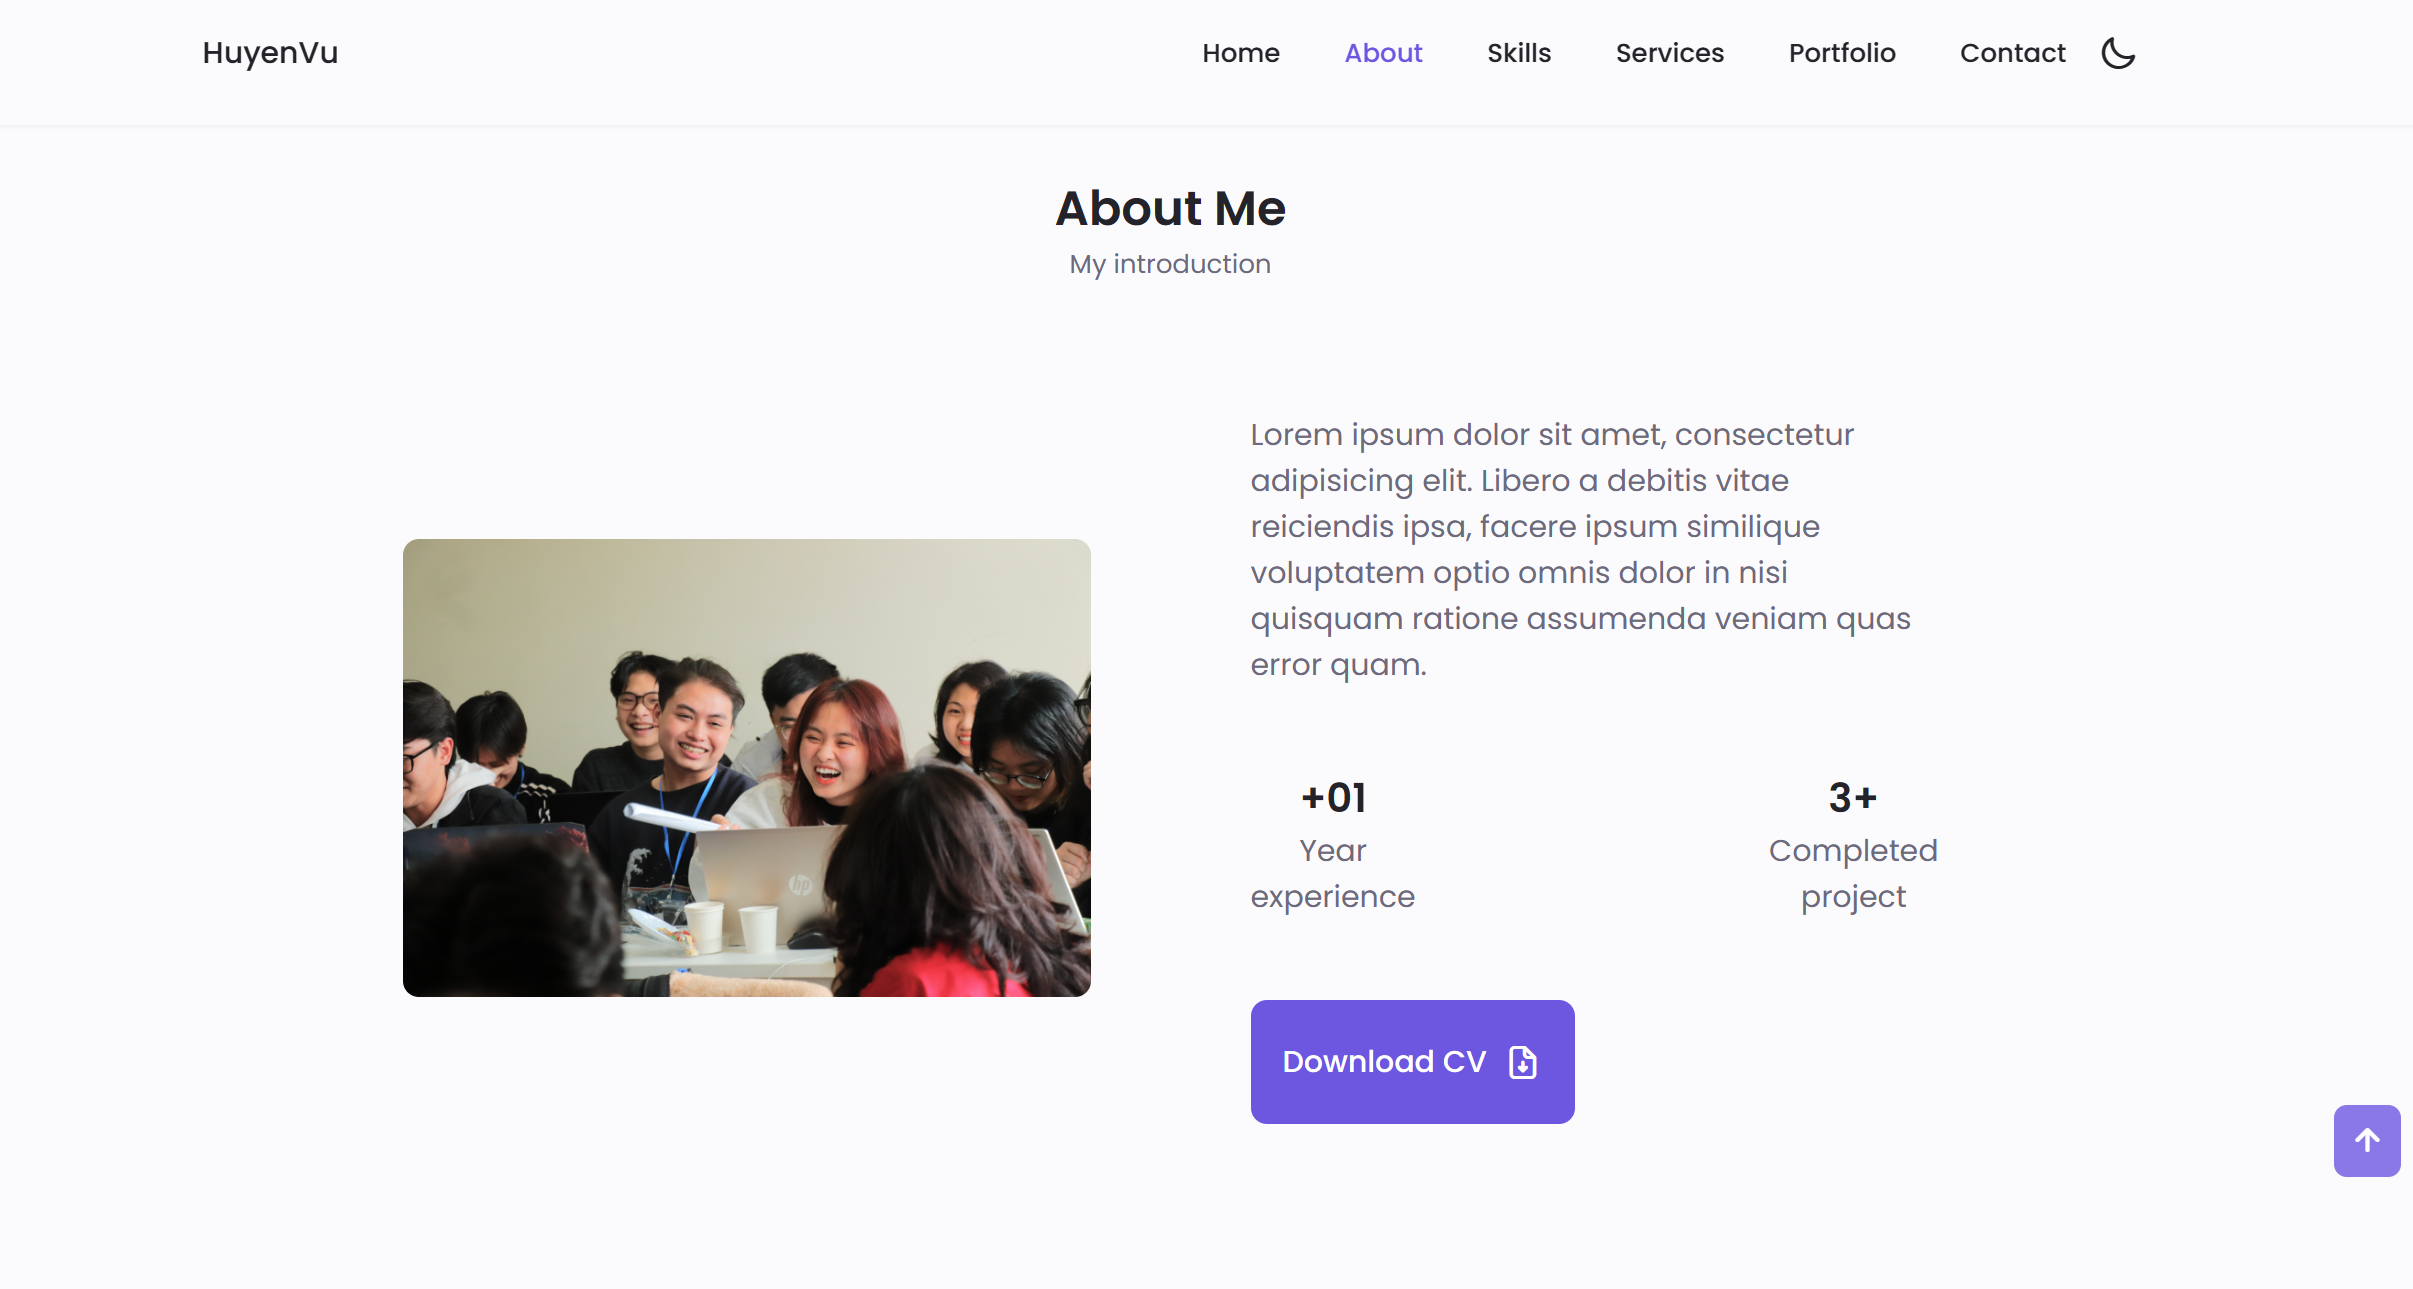 HuyenVu
Home About Skills Services Portfolio Contact
About Me
My introduction
Lorem ipsum dolor sit amet, consectetur
adipisicing elit. Libero a debitis vitae
reiciendis ipsa, facere ipsum similique
voluptatem optio omnis dolor in nisi
quisquam ratione assumenda veniam quas
error quam.
+01
Year
experience
3+
Completed
project
hp
Download CV